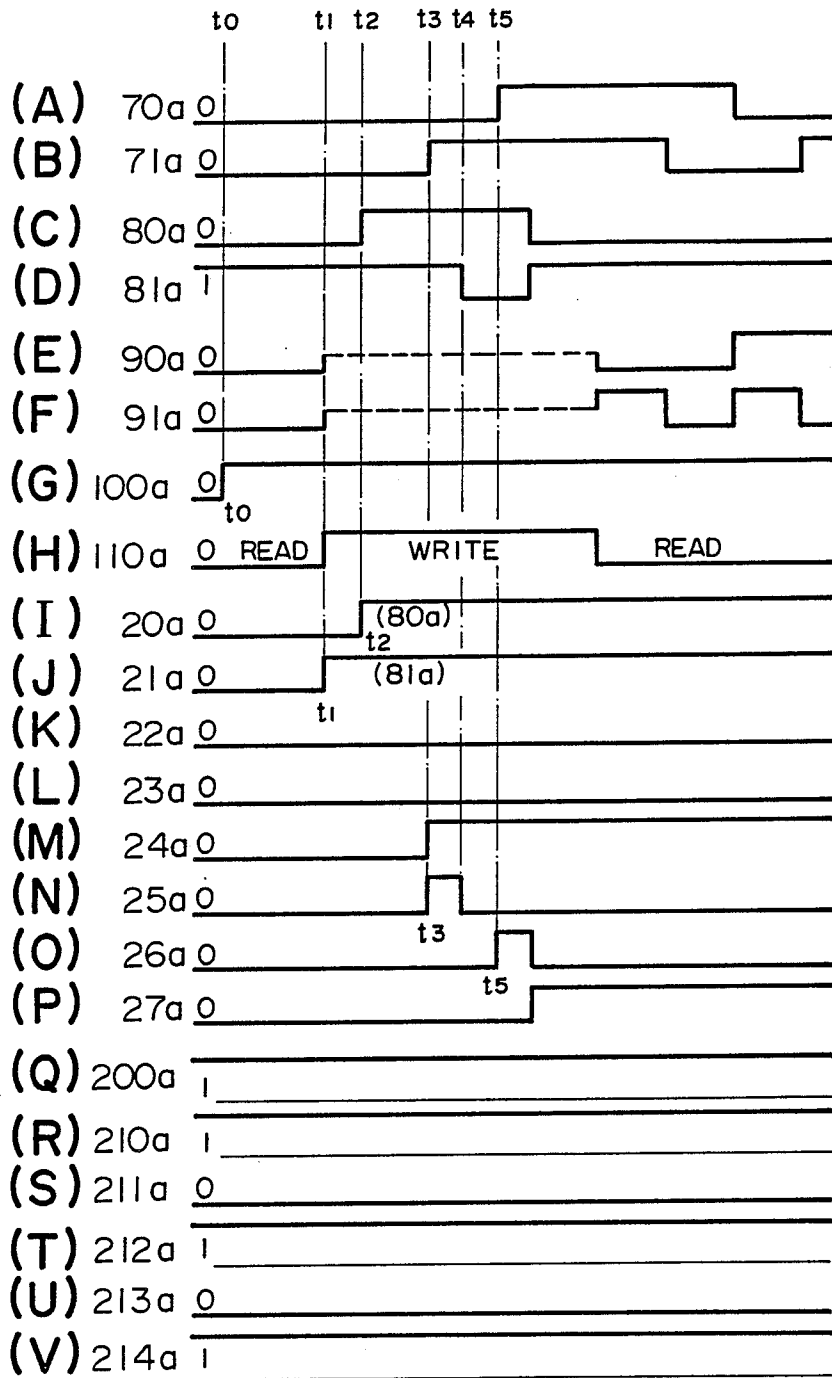 t0 t1 t2 t3 t4 t5
(A) 70a 0
(B) 71a 0
(C) 80a 0
(D) 81a 1
(E) 90a 0
(F) 91a 0
(G) 100a 0
t0
(H) 110a 0 READ WRITE READ
(I) 20a 0 (80a)
t2
(J) 21a 0 (81a)
t1
(K) 22a 0
(L) 23a 0
(M) 24a 0
(N) 25a 0
t3
(O) 26a 0
t5
(P) 27a 0
(Q) 200a 1
(R) 210a 1
(S) 211a 0
(T) 212a 1
(U) 213a 0
(V) 214a 1